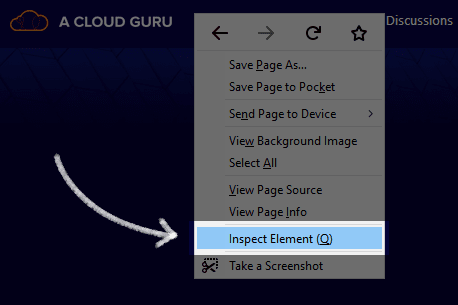 A CLOUD GURU
Discussions
Save Page As...
Save Page to Pocket
Send Page to Device
View Background Image
Select All
View Page Source
View Page Info
Inspect Element (Q)
Take a Screenshot